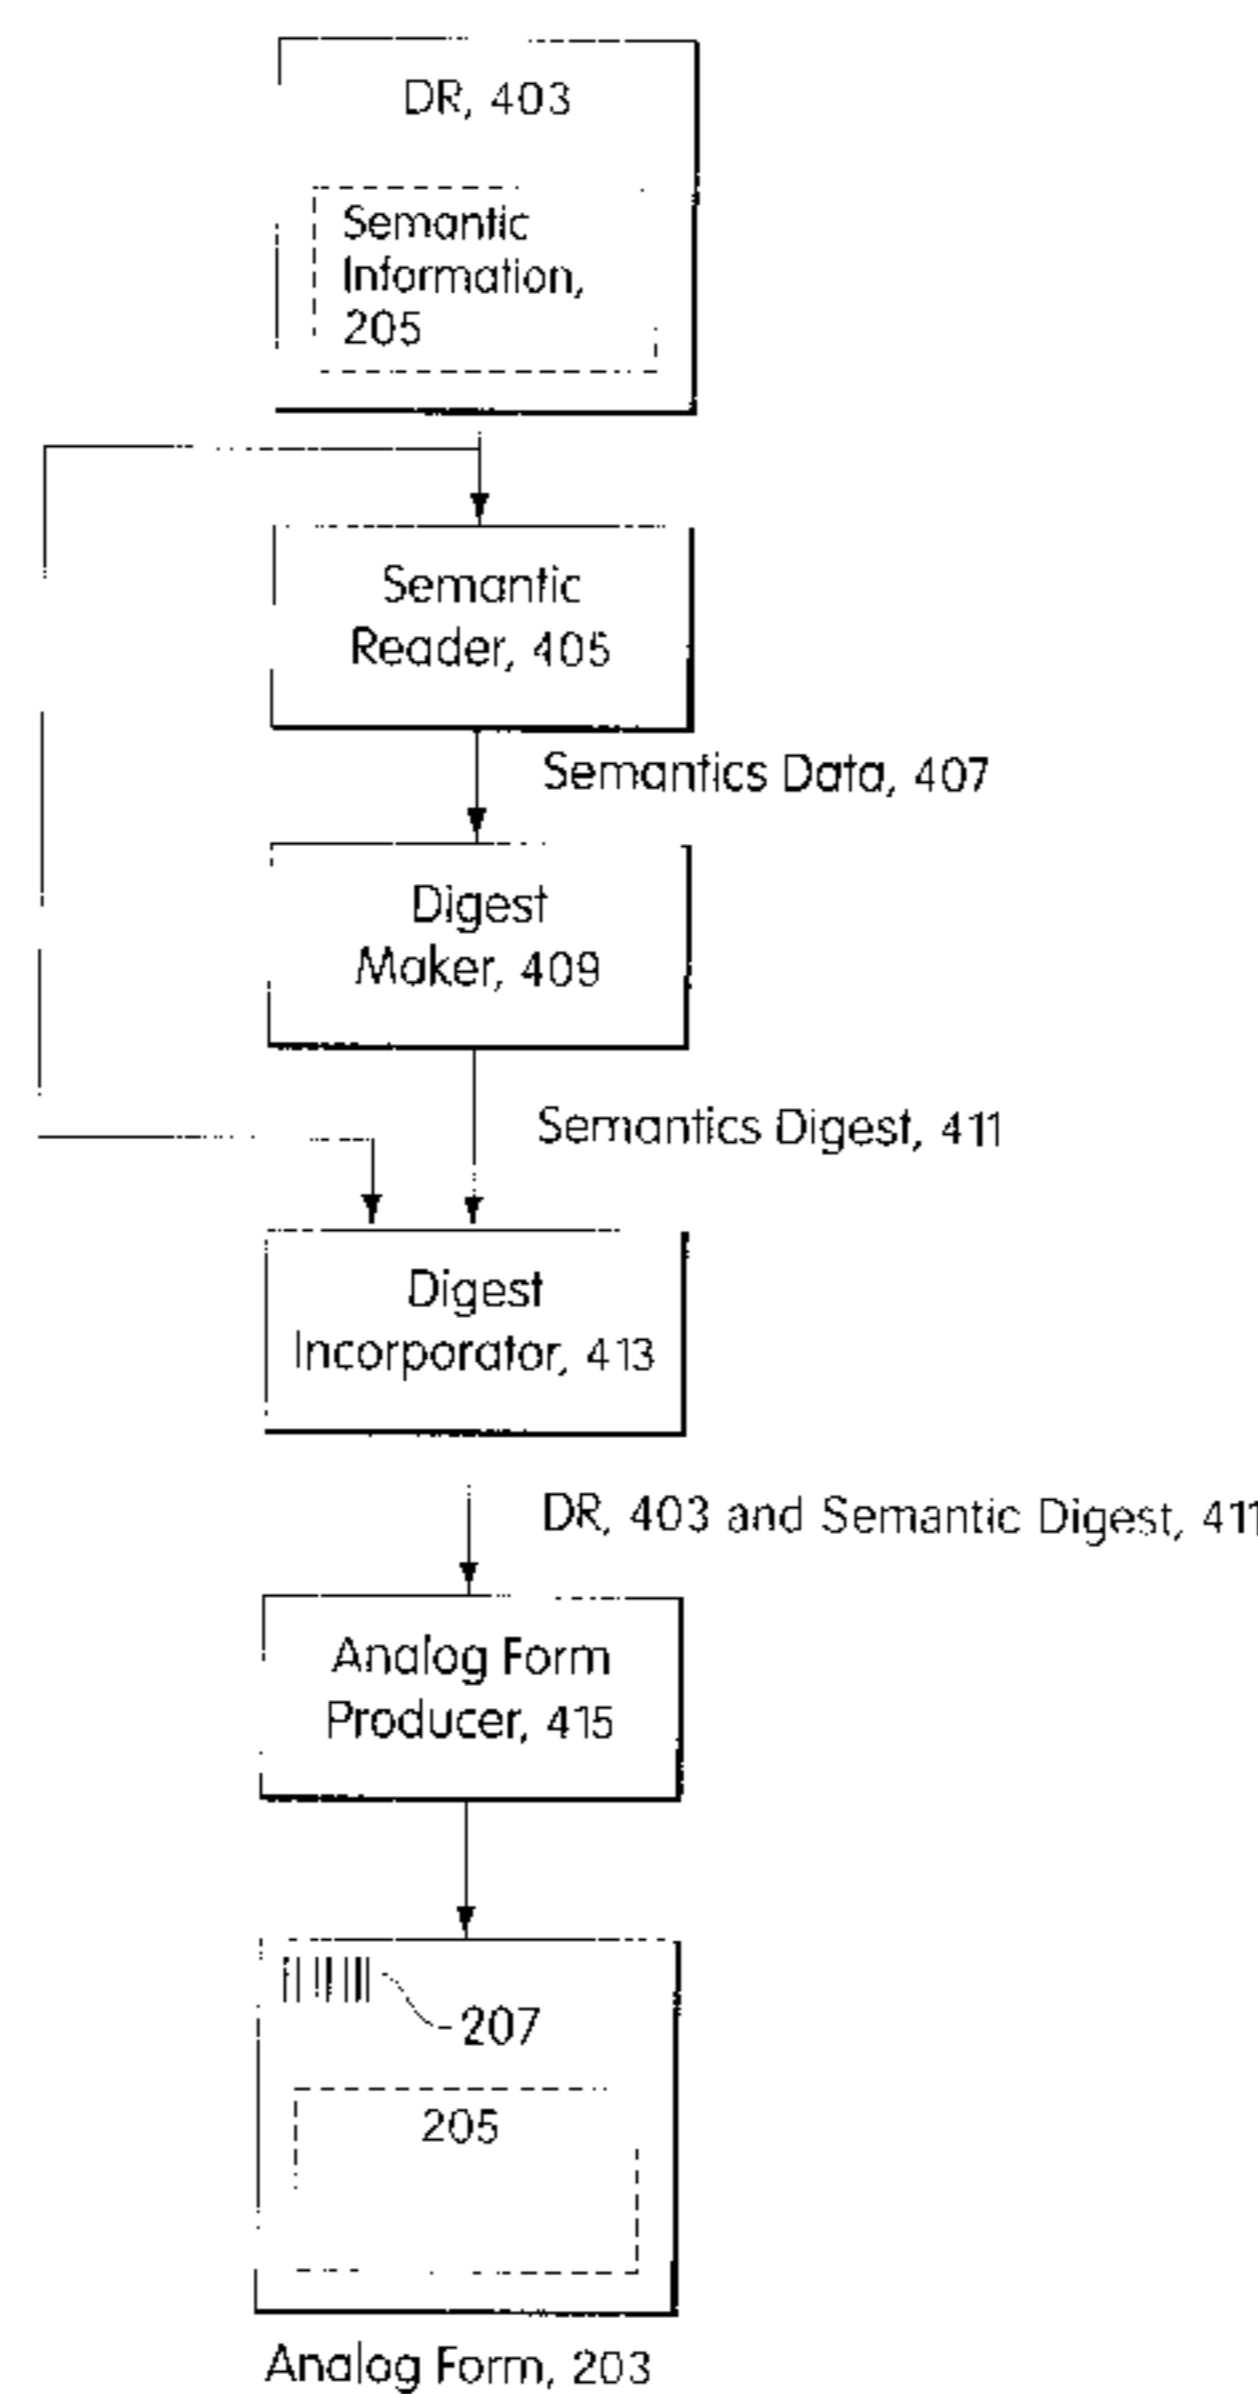 DR, 403
Semantic
Information,
205
Semantic
Reader, 405
Semantics Data, 407
Digest
Maker, 409
Semantics Digest, 411
Digest
Incorporator, 413
DR, 403 and Semantic Digest, 411
Analog Form
Producer, 415
207
205
Analog Form, 203